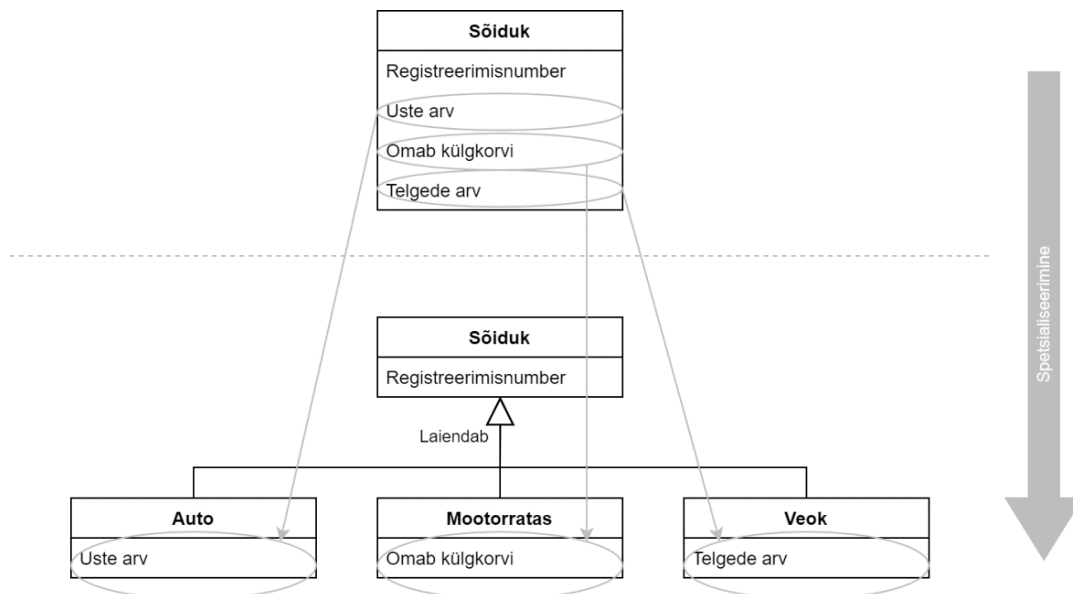 Sõiduk
Registreerimisnumber
Uste arv
Omab külgkorvi
Telgede arv
Spetsialiseerimine
Sõiduk
Registreerimisnumber
Laiendab
Auto
Uste arv
Mootorratas
Omab külgkorvi
Veok
Telgede arv